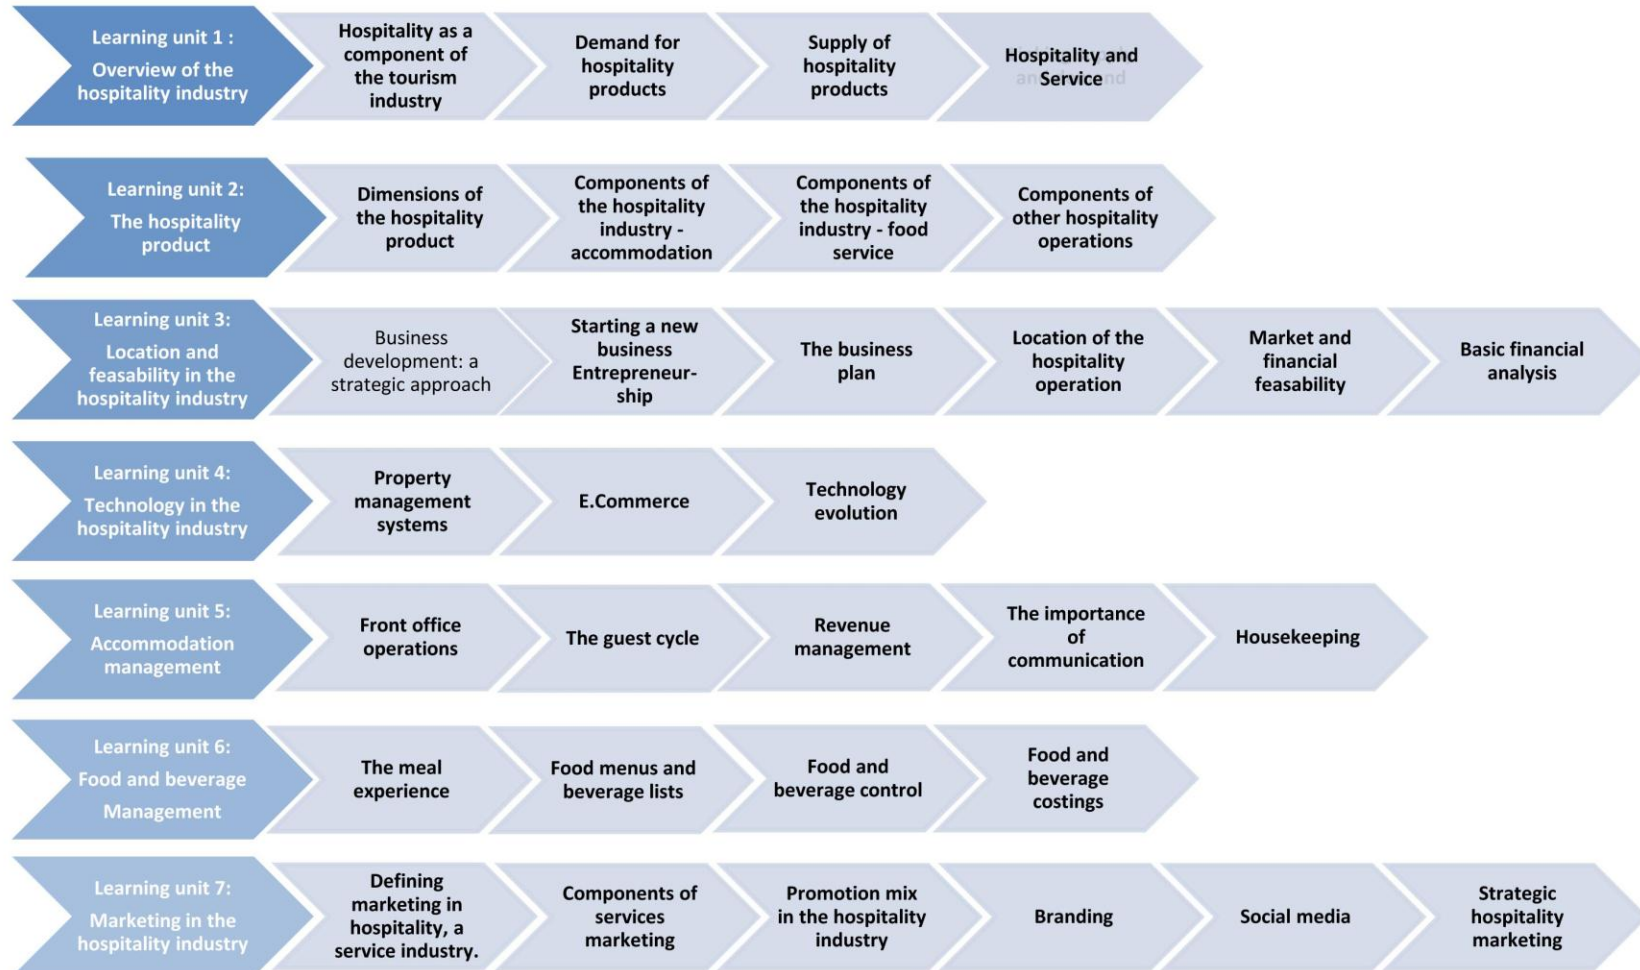 Learning unit 1 :
Overview of the
hospitality industry
Hospitality as a
component of
the tourism
industry
Demand for
hospitality
products
Supply of
hospitality
products
Hospitality and
Service
Learning unit 2:
The hospitality
product
Dimensions of
the hospitality
product
Components of
the hospitality
industry -
accommodation
Components of
the hospitality
industry - food
service
Components of
other hospitality
operations
Learning unit 3:
Location and
feasability in the
hospitality industry
Business
development: a
strategic approach
Starting a new
business
Entrepreneur-
ship
The business
plan
Location of the
hospitality
operation
Market and
financial
feasability
Basic financial
analysis
Learning unit 4:
Technology in the
hospitality industry
Property
management
systems
E.Commerce
Technology
evolution
Learning unit 5:
Accommodation
management
Front office
operations
The guest cycle
Revenue
management
The importance
of
communication
Housekeeping
Learning unit 6:
Food and beverage
Management
The meal
experience
Food menus and
beverage lists
Food and
beverage control
Food and
beverage
costings
Learning unit 7:
Marketing in the
hospitality industry
Defining
marketing in
hospitality, a
service industry.
Components of
services
marketing
Promotion mix
in the hospitality
industry
Branding
Social media
Strategic
hospitality
marketing